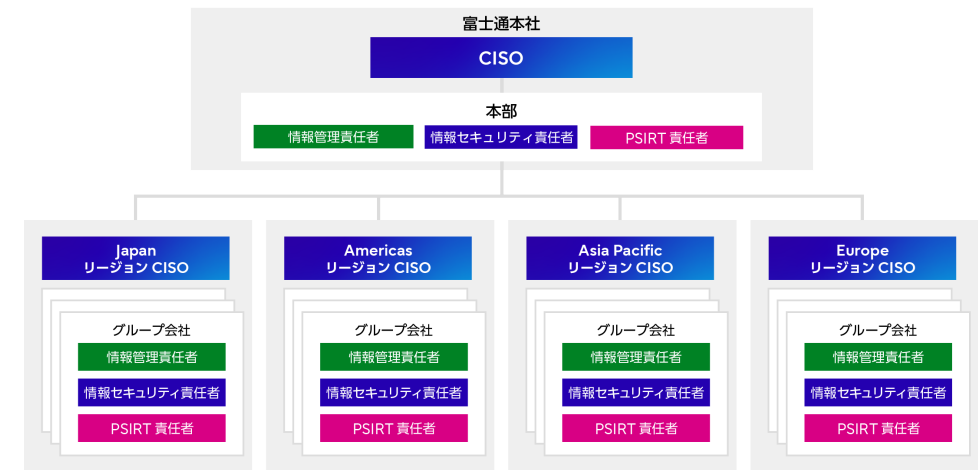 富士通本社
CISO
本部
情報管理責任者
情報セキュリティ責任者
PSIRT 責任者
Japan
リージョン CISO
グループ会社
情報管理責任者
情報セキュリティ責任者
PSIRT 責任者
Americas
リージョン CISO
グループ会社
情報管理責任者
情報セキュリティ責任者
PSIRT 責任者
Asia Pacific
リージョン CISO
グループ会社
情報管理責任者
情報セキュリティ責任者
PSIRT 責任者
Europe
リージョン CISO
グループ会社
情報管理責任者
情報セキュリティ責任者
PSIRT 責任者